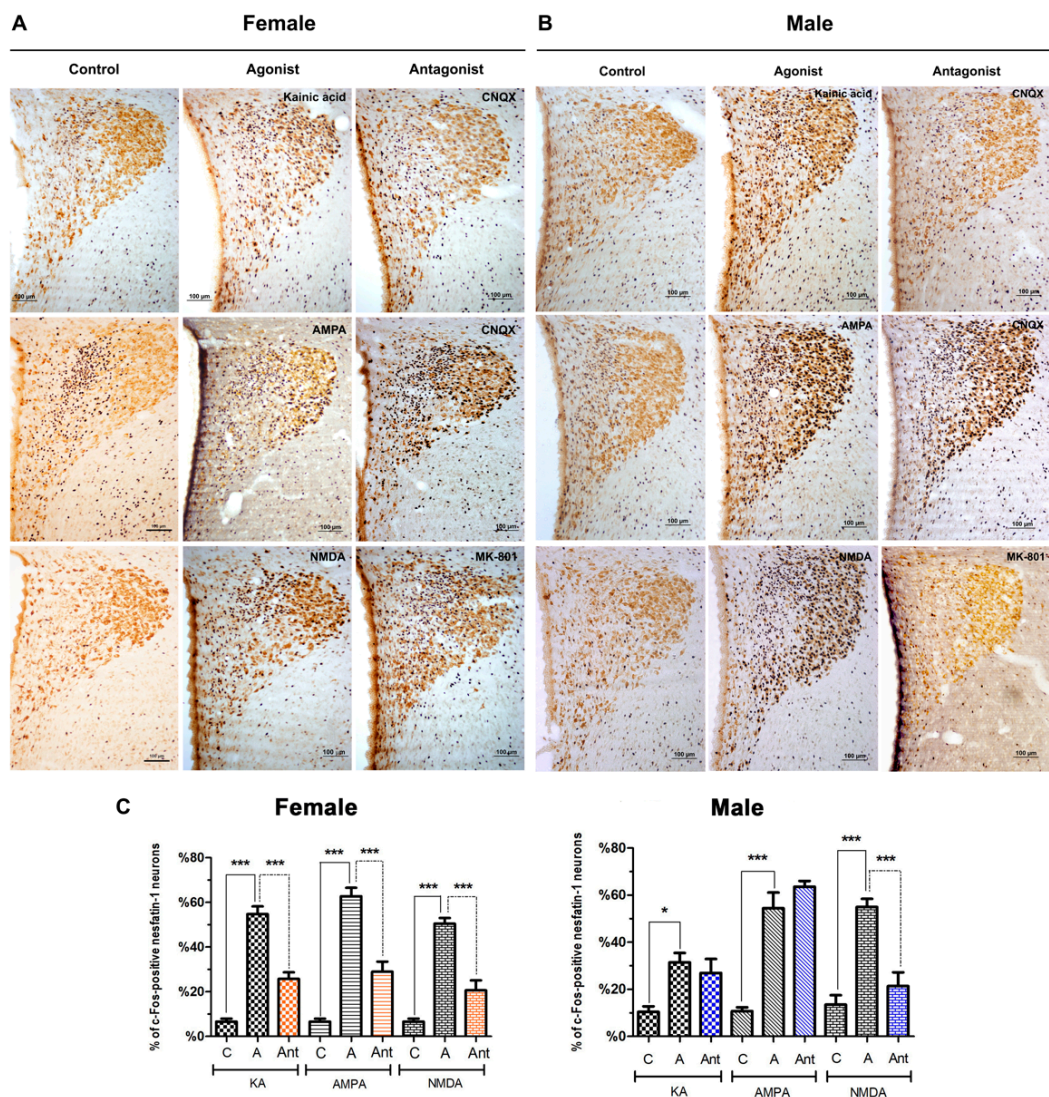 A Female B Male
Control Agonist Antagonist Control Agonist Antagonist
Kainic acid CNQX Kainic acid CNQX
100 µm 100 µm 100 µm 100 µm 100 µm 100 µm
AMPA CNQX AMPA CNQX
100 µm 100 µm 100 µm 100 µm 100 µm 100 µm
NMDA MK-801 NMDA MK-801
100 µm 100 µm 100 µm 100 µm 100 µm 100 µm
C Female Male
% of c-Fos-positive nesfatin-1 neurons
%80
%60
%40
%20
%0
*** *** *** *** *** ***
C A Ant C A Ant C A Ant
KA AMPA NMDA
% of c-Fos-positive nesfatin-1 neurons
%80
%60
%40
%20
%0
* *** *** ***
C A Ant C A Ant C A Ant
KA AMPA NMDA